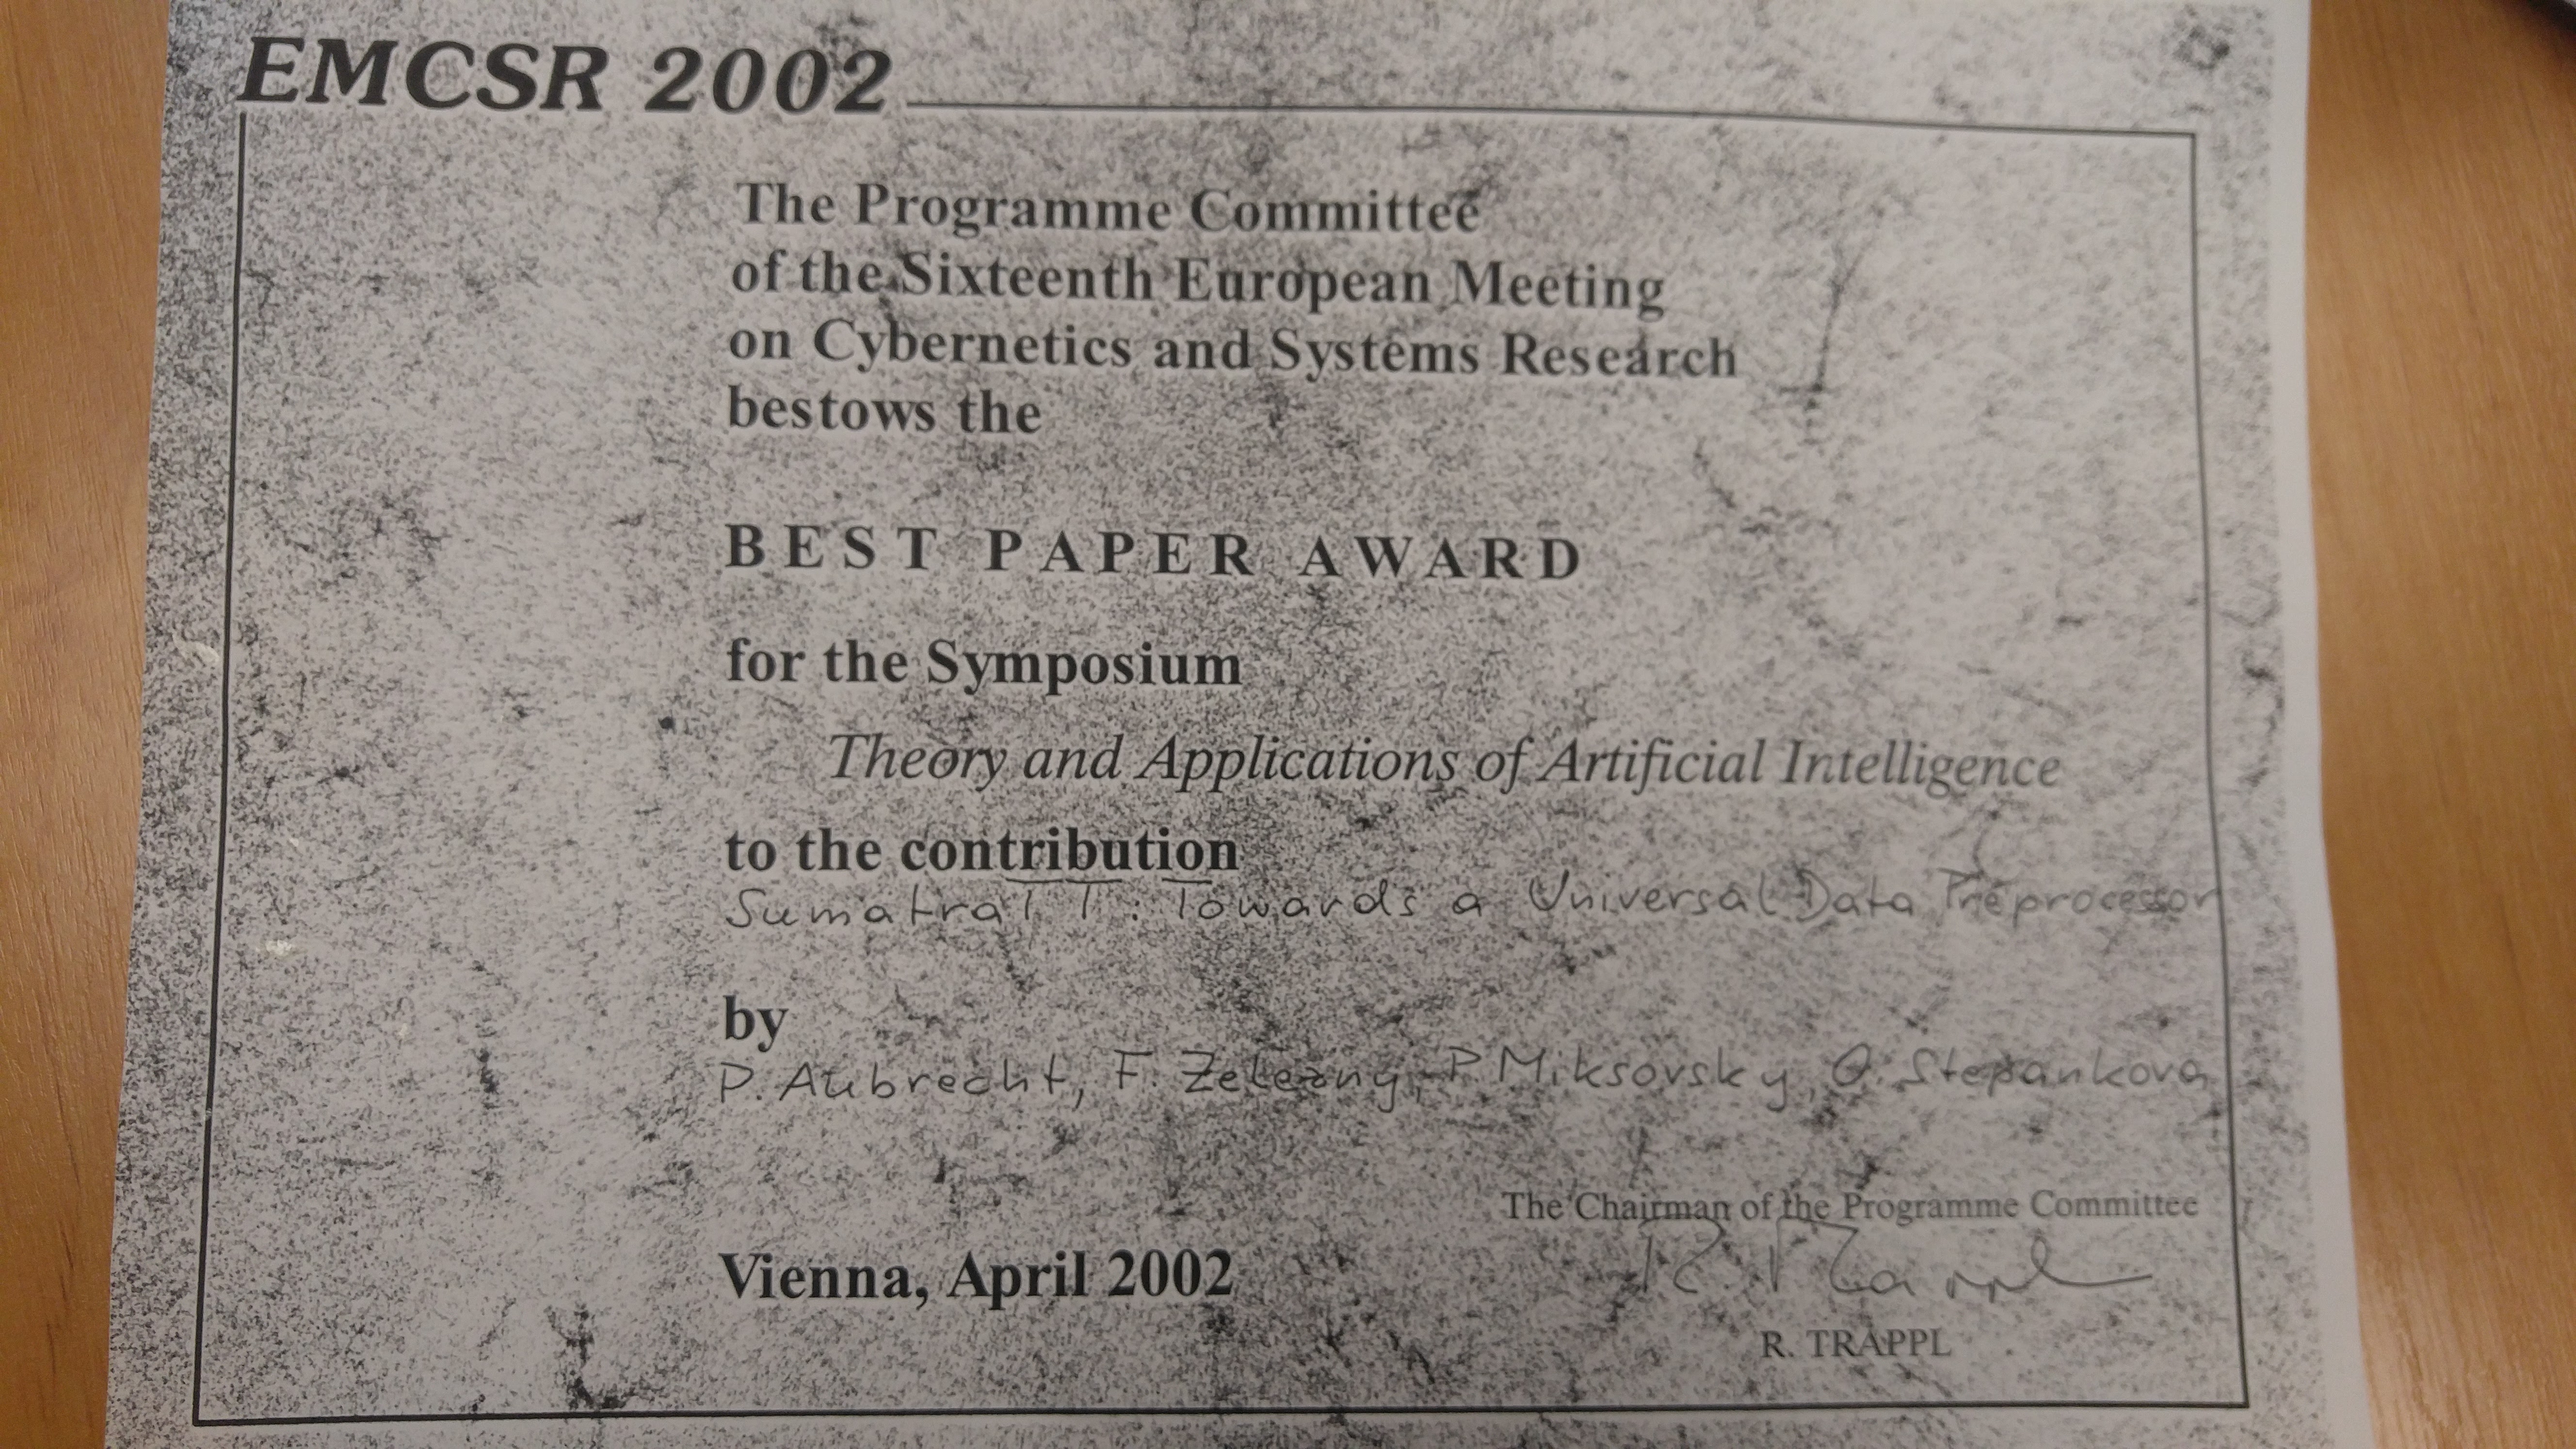 EMCSR 2002
The Programme Committee
of the Sixteenth European Meeting
on Cybernetics and Systems Research
bestows the
BEST PAPER AWARD
for the Symposium
Theory and Applications of Artificial Intelligence
to the contribution
SumatraTT: Towards a Universal Data Preprocessor
by
P. Aubrecht, F. Zelezny, P. Miksovsky, O. Stepankova
The Chairman of the Programme Committee
R. Trappl
Vienna, April 2002
R. TRAPPL